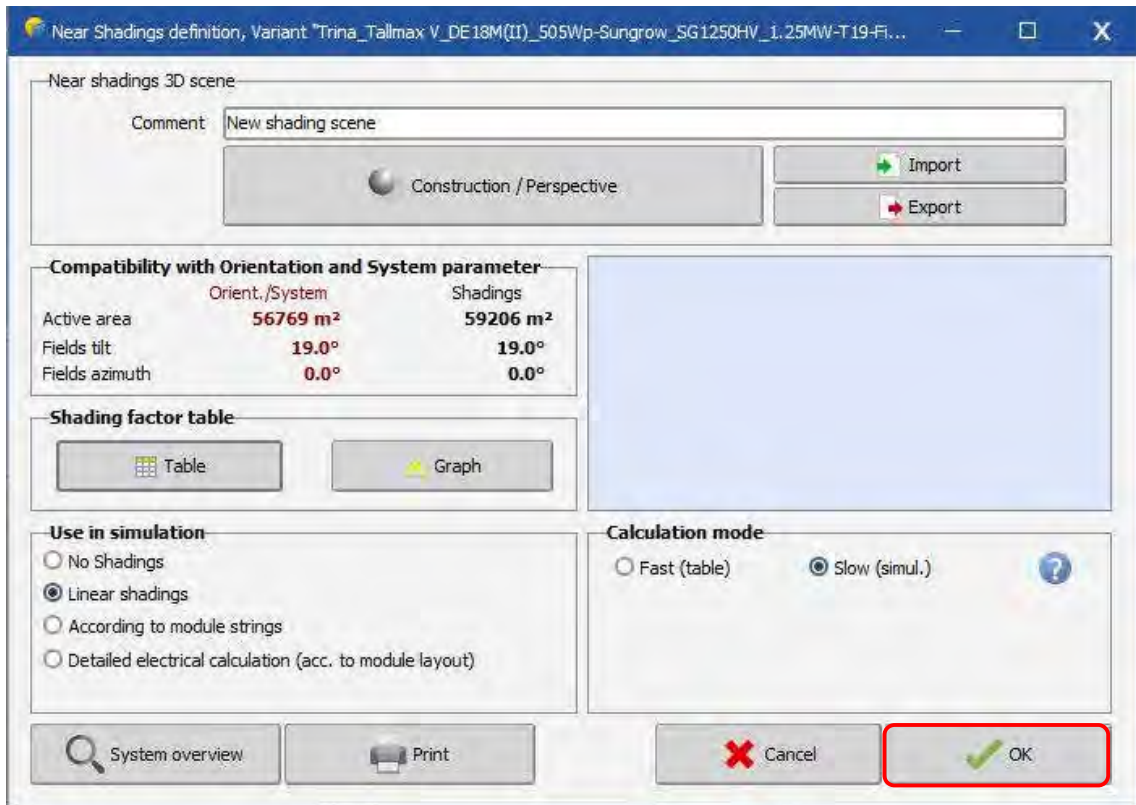 Near Shadings definition, Variant "Trina_Tallmax V_DE18M(II)_505Wp-Sungrow_SG1250HV_1.25MW-T19-Fi...
Near shadings 3D scene
Comment New shading scene
Construction / Perspective
Import
Export
Compatibility with Orientation and System parameter
Orient./System Shadings
Active area 56769 m² 59206 m²
Fields tilt 19.0° 19.0°
Fields azimuth 0.0° 0.0°
Shading factor table
Table Graph
Use in simulation
No Shadings
Linear shadings
According to module strings
Detailed electrical calculation (acc. to module layout)
Calculation mode
Fast (table) Slow (simul.)
System overview Print Cancel OK